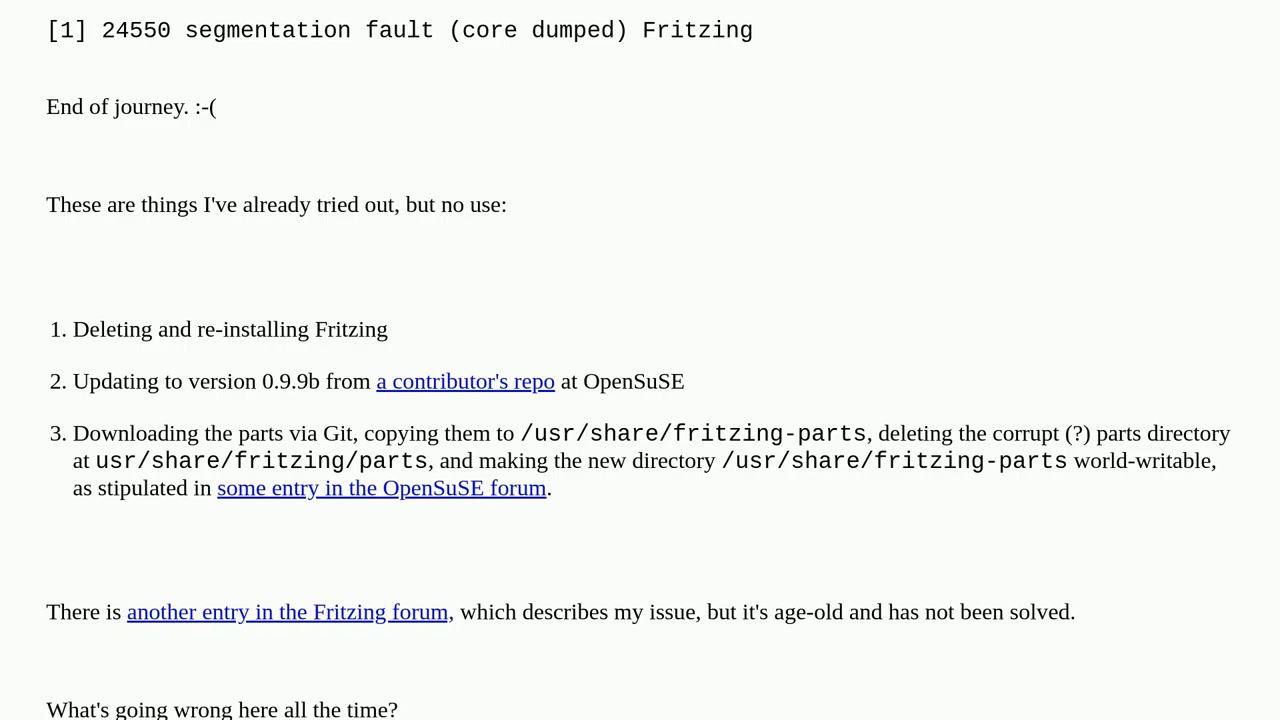 [1] 24550 segmentation fault (core dumped) Fritzing
End of journey. :-(
These are things I've already tried out, but no use:
1. Deleting and re-installing Fritzing
2. Updating to version 0.9.9b from a contributor's repo at OpenSuSE
3. Downloading the parts via Git, copying them to /usr/share/fritzing-parts, deleting the corrupt (?) parts directory
at usr/share/fritzing/parts, and making the new directory /usr/share/fritzing-parts world-writable,
as stipulated in some entry in the OpenSuSE forum.
There is another entry in the Fritzing forum, which describes my issue, but it's age-old and has not been solved.
What's going wrong here all the time?